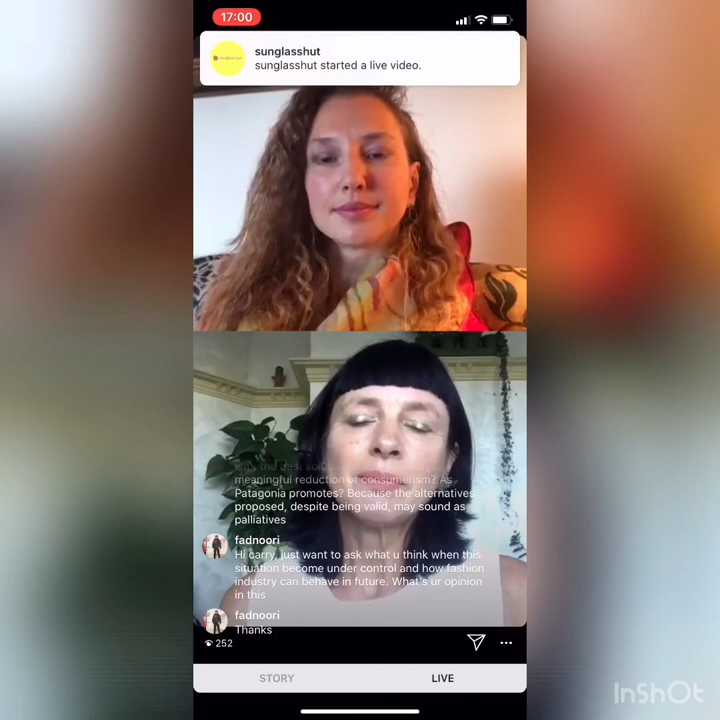 17:00
sunglasshut
sunglasshut started a live video.
meaningful reduction of consumerism? As
Patagonia promotes? Because the alternatives
proposed, despite being valid, may sound as
palliatives
fadnoori
Hi carry, just want to ask what u think when this
situation become under control and how fashion
industry can behave in future. What's ur opinion
in this
fadnoori
Thanks
252
STORY LIVE
InShOt